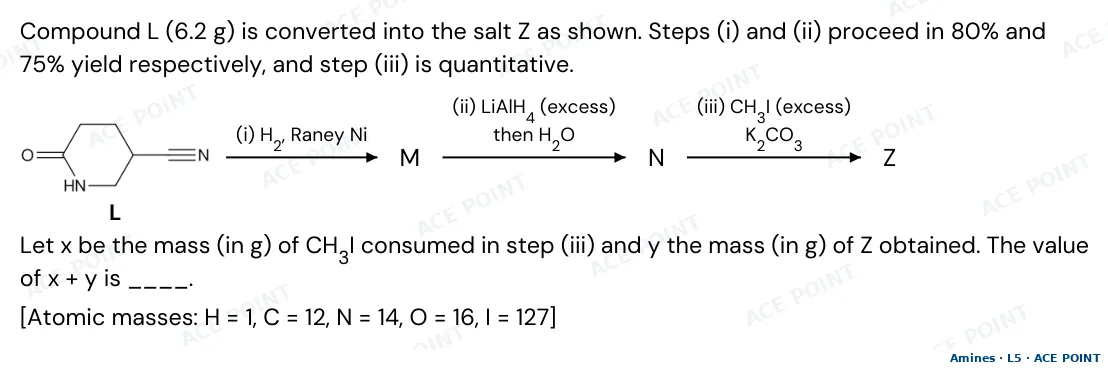 Compound L (6.2 g) is converted into the salt Z as shown. Steps (i) and (ii) proceed in 80% and
75% yield respectively, and step (iii) is quantitative.
(i) H₂, Raney Ni
(ii) LiAlH₄ (excess)
then H₂O
(iii) CH₃I (excess)
K₂CO₃
O
N
HN
L
M
N
Z
Let x be the mass (in g) of CH₃I consumed in step (iii) and y the mass (in g) of Z obtained. The value
of x + y is ____.
[Atomic masses: H = 1, C = 12, N = 14, O = 16, I = 127]
Amines · L5 · ACE POINT
ACE POINT